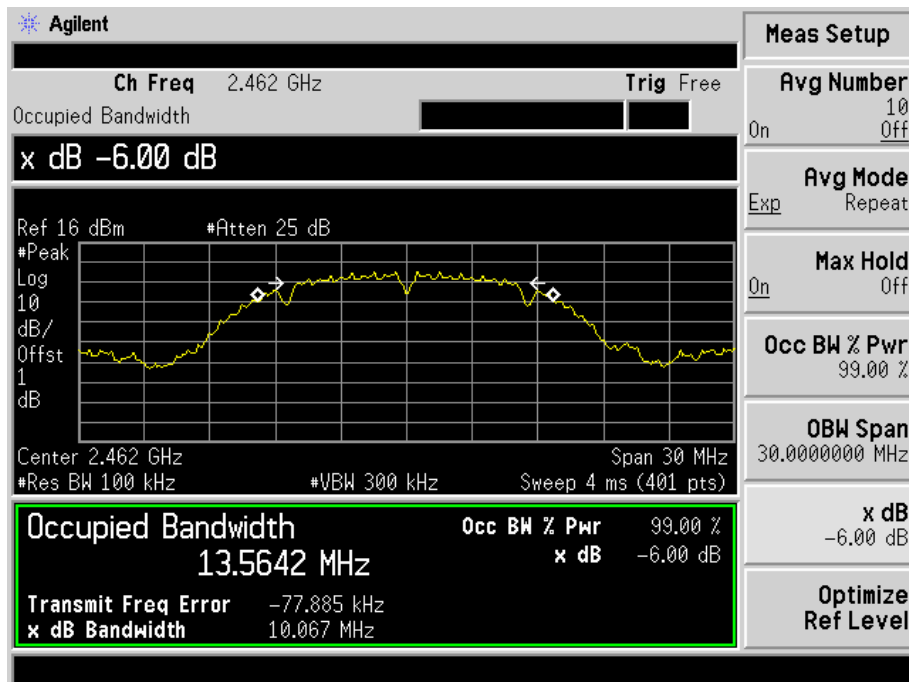 Agilent
Ch Freq 2.462 GHz Trig Free
Occupied Bandwidth
x dB -6.00 dB
Ref 16 dBm #Atten 25 dB
#Peak
Log
10
dB/
Offst
1
dB
Center 2.462 GHz Span 30 MHz
#Res BW 100 kHz #VBW 300 kHz Sweep 4 ms (401 pts)
Occupied Bandwidth Occ BW % Pwr 99.00 %
13.5642 MHz x dB -6.00 dB
Transmit Freq Error -77.885 kHz
x dB Bandwidth 10.067 MHz
Meas Setup
Avg Number
10
On Off
Avg Mode
Exp Repeat
Max Hold
On Off
Occ BW % Pwr
99.00 %
OBW Span
30.0000000 MHz
x dB
-6.00 dB
Optimize
Ref Level